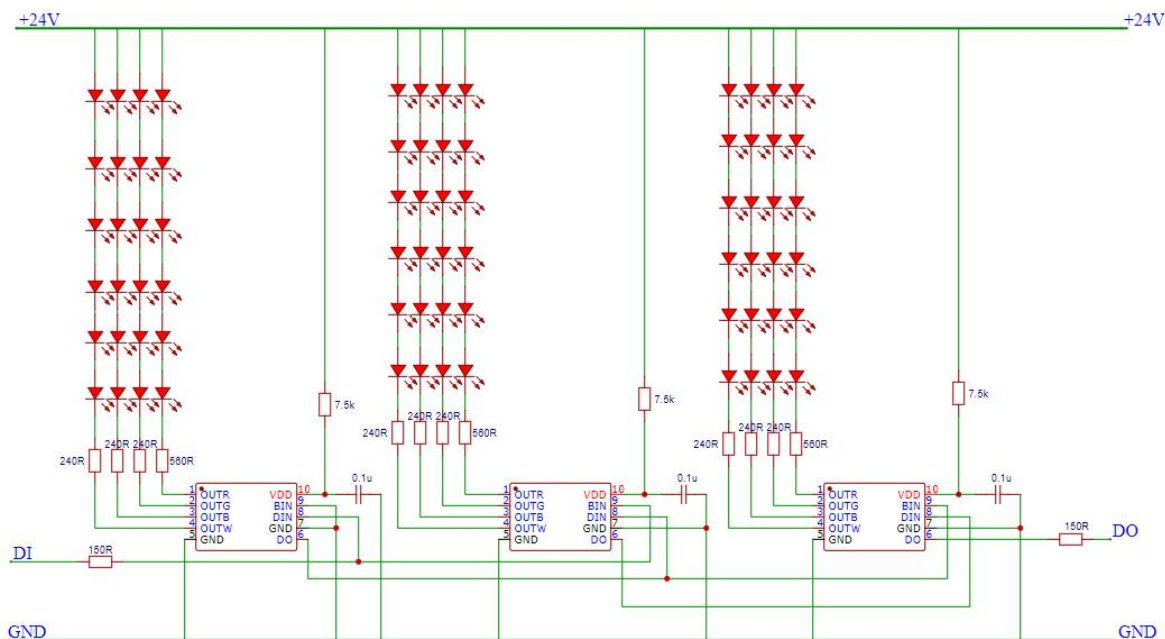 +24V +24V
7.5k 7.5k 7.5k
240R 240R 240R 560R 240R 240R 240R 560R 240R 240R 240R 560R
0.1u 0.1u 0.1u
1 OUTR VDD 10 1 OUTR VDD 10 1 OUTR VDD 10
2 OUTG BIN 9 2 OUTG BIN 9 2 OUTG BIN 9
3 OUTB DIN 8 3 OUTB DIN 8 3 OUTB DIN 8
4 OUTW GND 7 4 OUTW GND 7 4 OUTW GND 7
5 GND DO 6 5 GND DO 6 5 GND DO 6
150R DO
DI 150R
GND GND